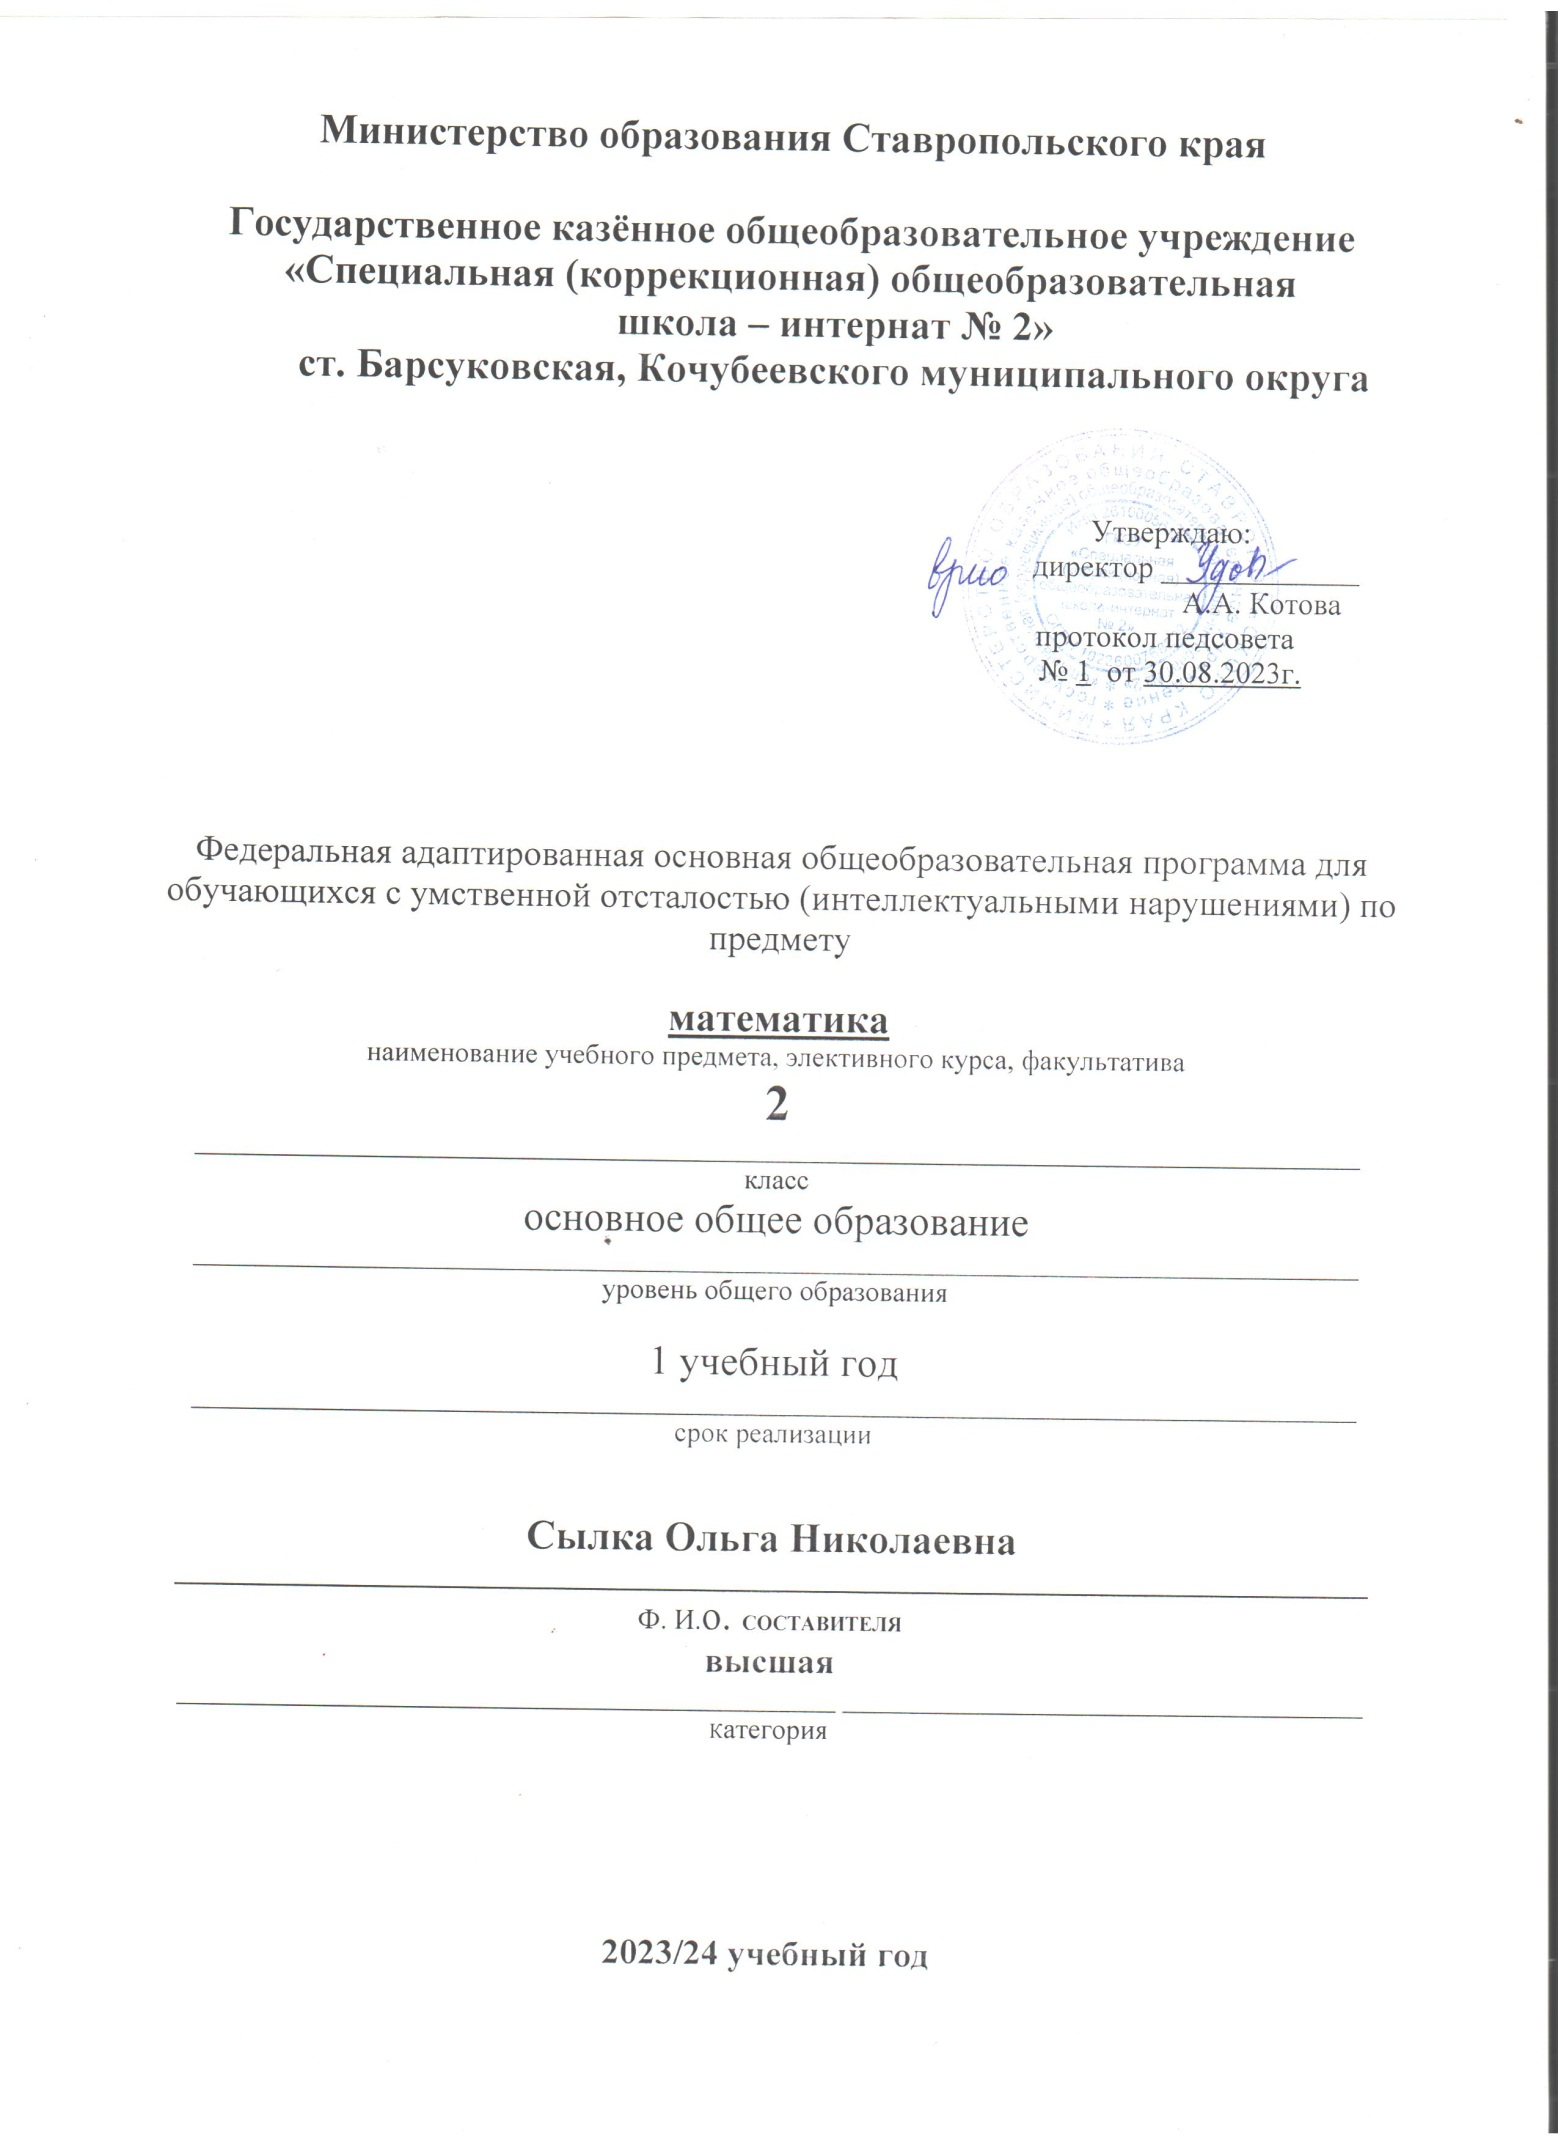 Министерство образования Ставропольского края
Государственное казённое общеобразовательное учреждение
«Специальная (коррекционная) общеобразовательная
школа – интернат № 2»
ст. Барсуковская, Кочубеевского муниципального округа
Утверждаю:
врио директор
А.А. Котова
протокол педсовета
№ 1 от 30.08.2023г.
Федеральная адаптированная основная общеобразовательная программа для
обучающихся с умственной отсталостью (интеллектуальными нарушениями) по
предмету
математика
наименование учебного предмета, элективного курса, факультатива
2
класс
основное общее образование
уровень общего образования
1 учебный год
срок реализации
Сылка Ольга Николаевна
Ф. И.О. СОСТАВИТЕЛЯ
высшая
категория
2023/24 учебный год